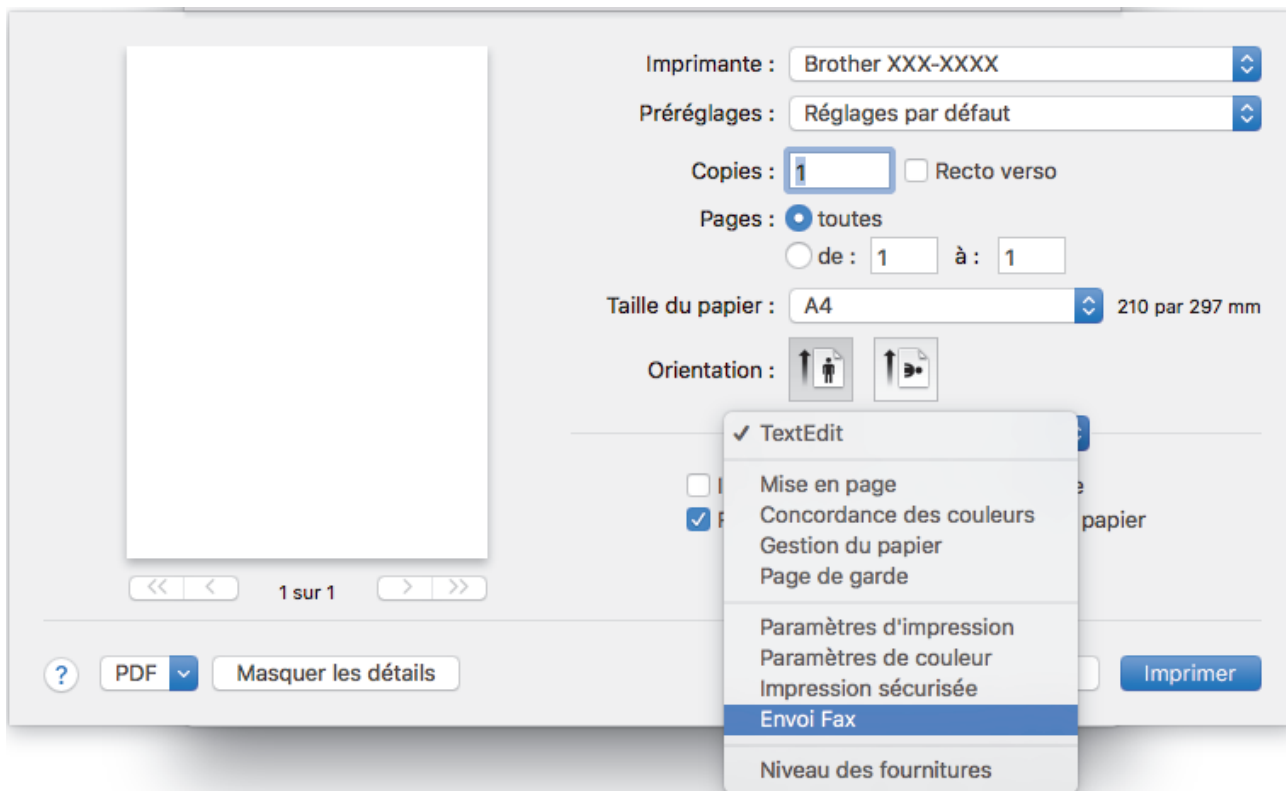 Imprimante : Brother XXX-XXXX
Préréglages : Réglages par défaut
Copies : 1 Recto verso
Pages : toutes
de : 1 à : 1
Taille du papier : A4 210 par 297 mm
Orientation :
✓ TextEdit
Mise en page
Concordance des couleurs
papier
Gestion du papier
Page de garde
1 sur 1
Paramètres d'impression
Paramètres de couleur
Impression sécurisée
Envoi Fax
Niveau des fournitures
? PDF Masquer les détails Imprimer